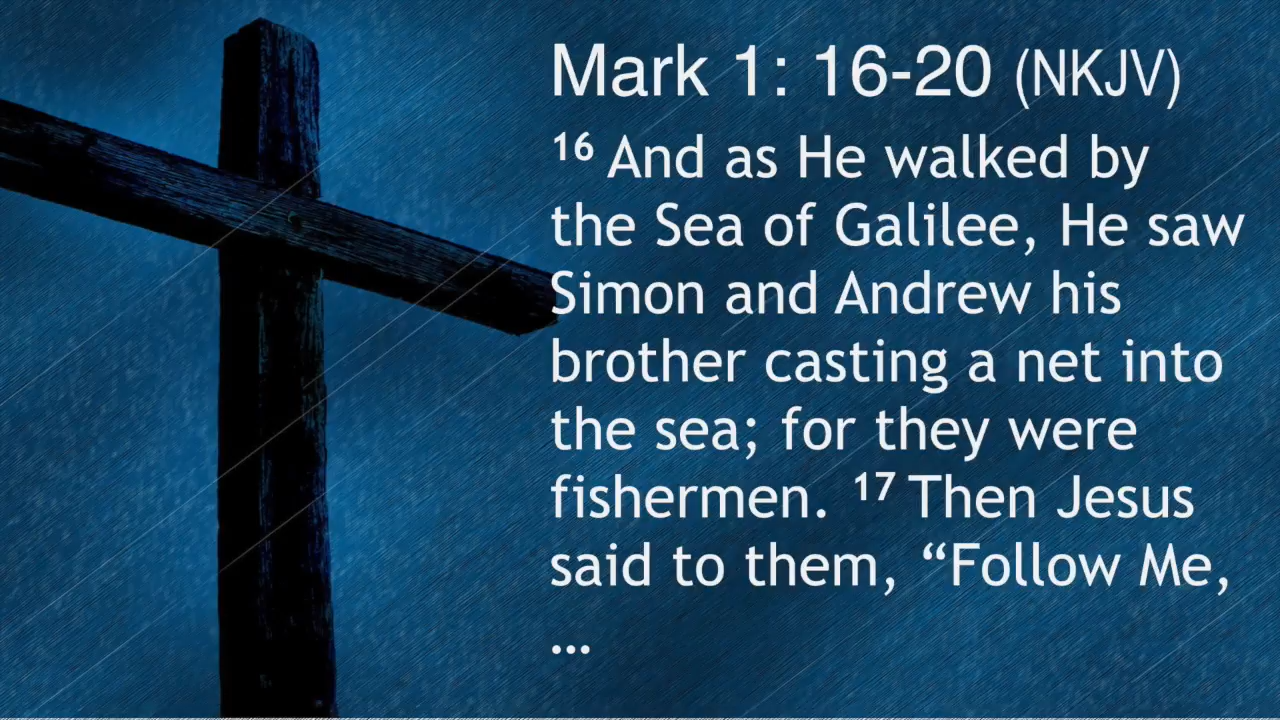 Mark 1: 16-20 (NKJV)
16 And as He walked by
the Sea of Galilee, He saw
Simon and Andrew his
brother casting a net into
the sea; for they were
fishermen. 17 Then Jesus
said to them, “Follow Me,
…